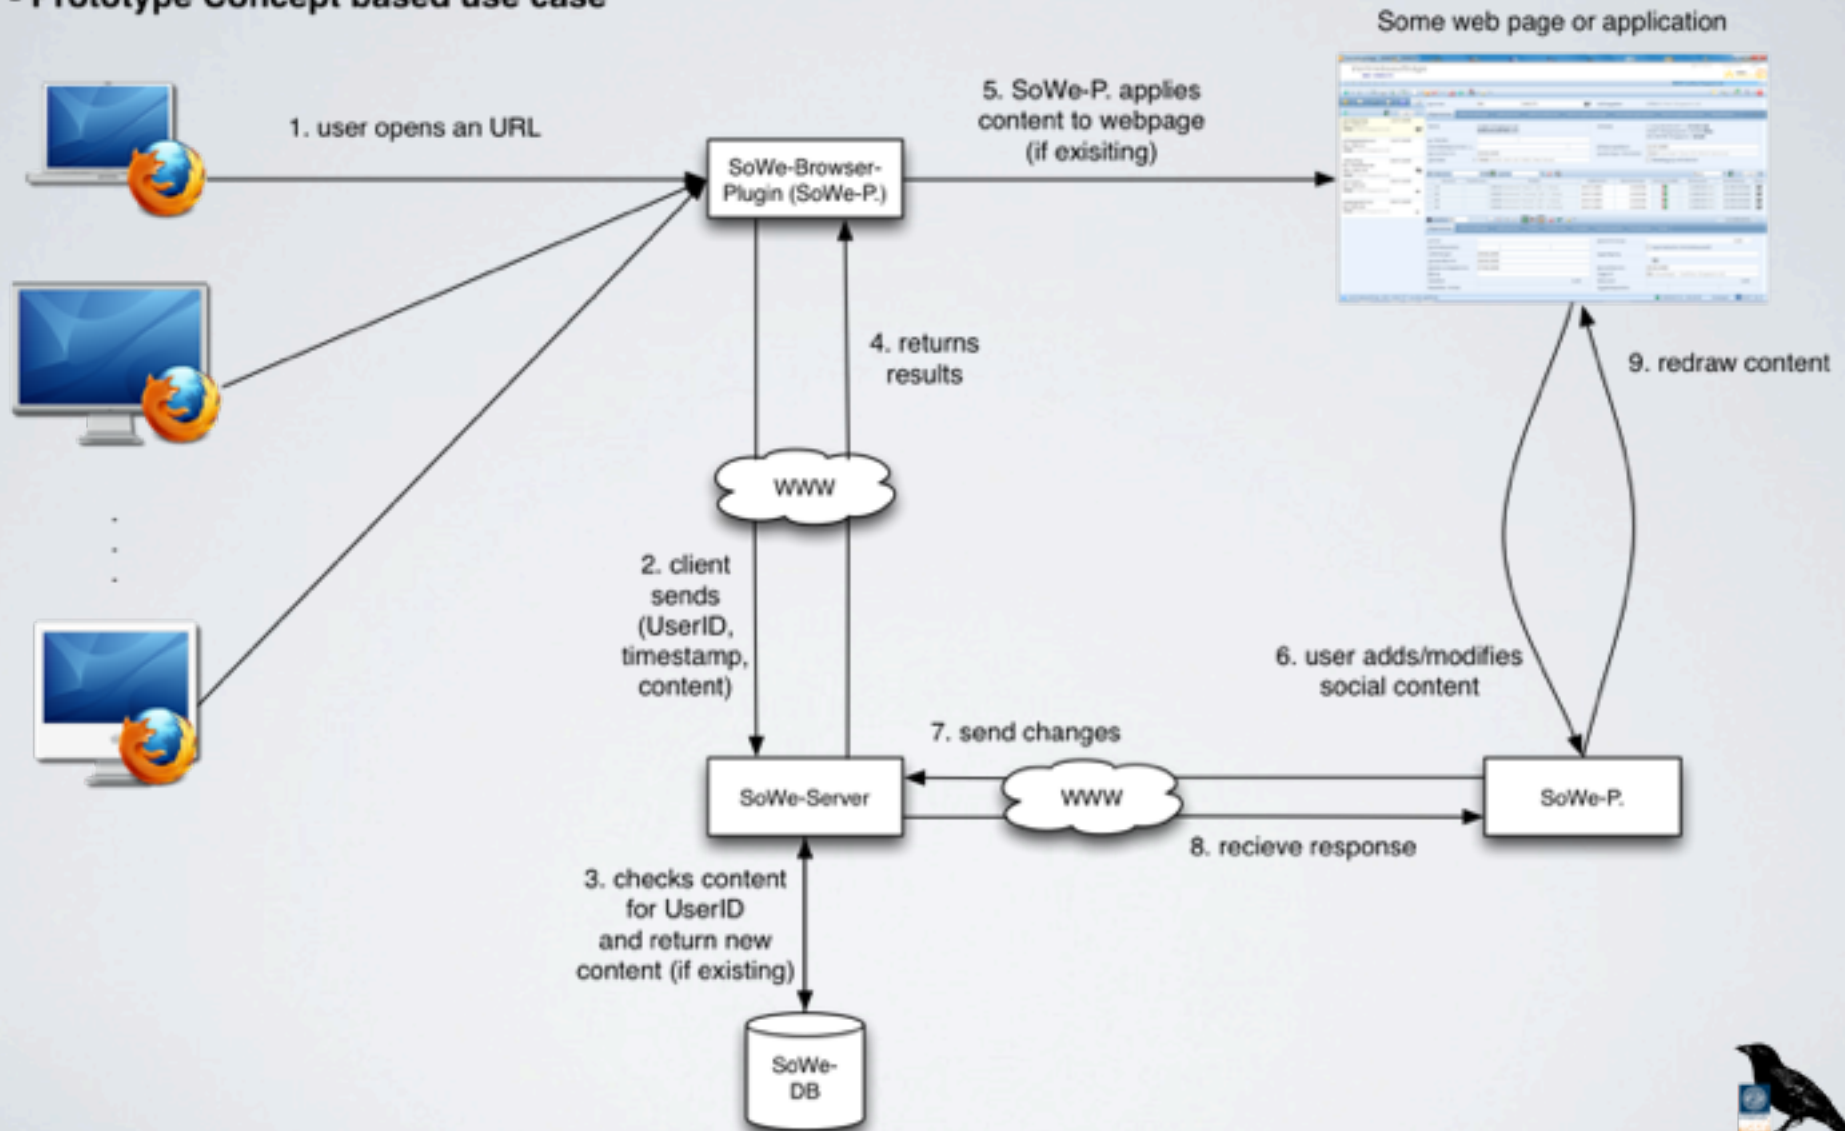 - Prototype Concept based use case
Some web page or application
1. user opens an URL
5. SoWe-P. applies
content to webpage
(if exisiting)
SoWe-Browser-
Plugin (SoWe-P.)
4. returns
results
9. redraw content
WWW
2. client
sends
(UserID,
timestamp,
content)
6. user adds/modifies
social content
7. send changes
SoWe-Server
WWW
SoWe-P.
8. recieve response
3. checks content
for UserID
and return new
content (if existing)
SoWe-
DB